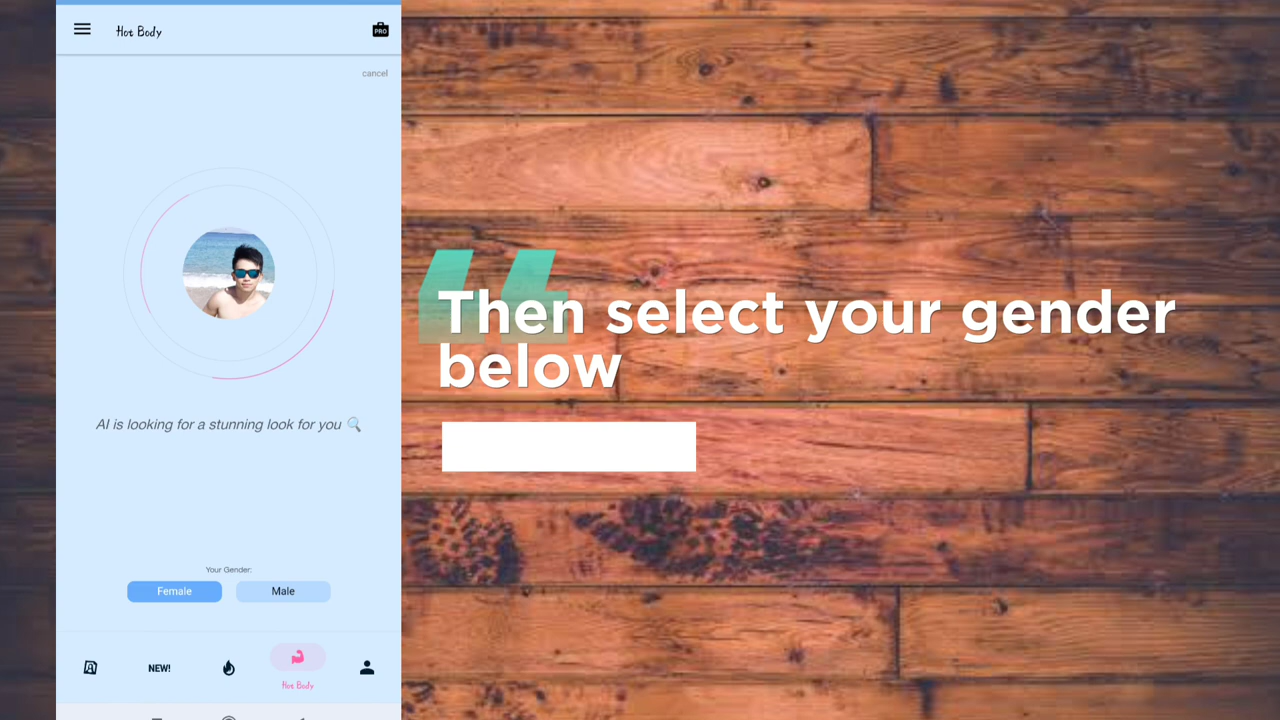 Hot Body
PRO
cancel
AI is looking for a stunning look for you
Your Gender:
Female
Male
NEW!
Hot Body
Then select your gender
below